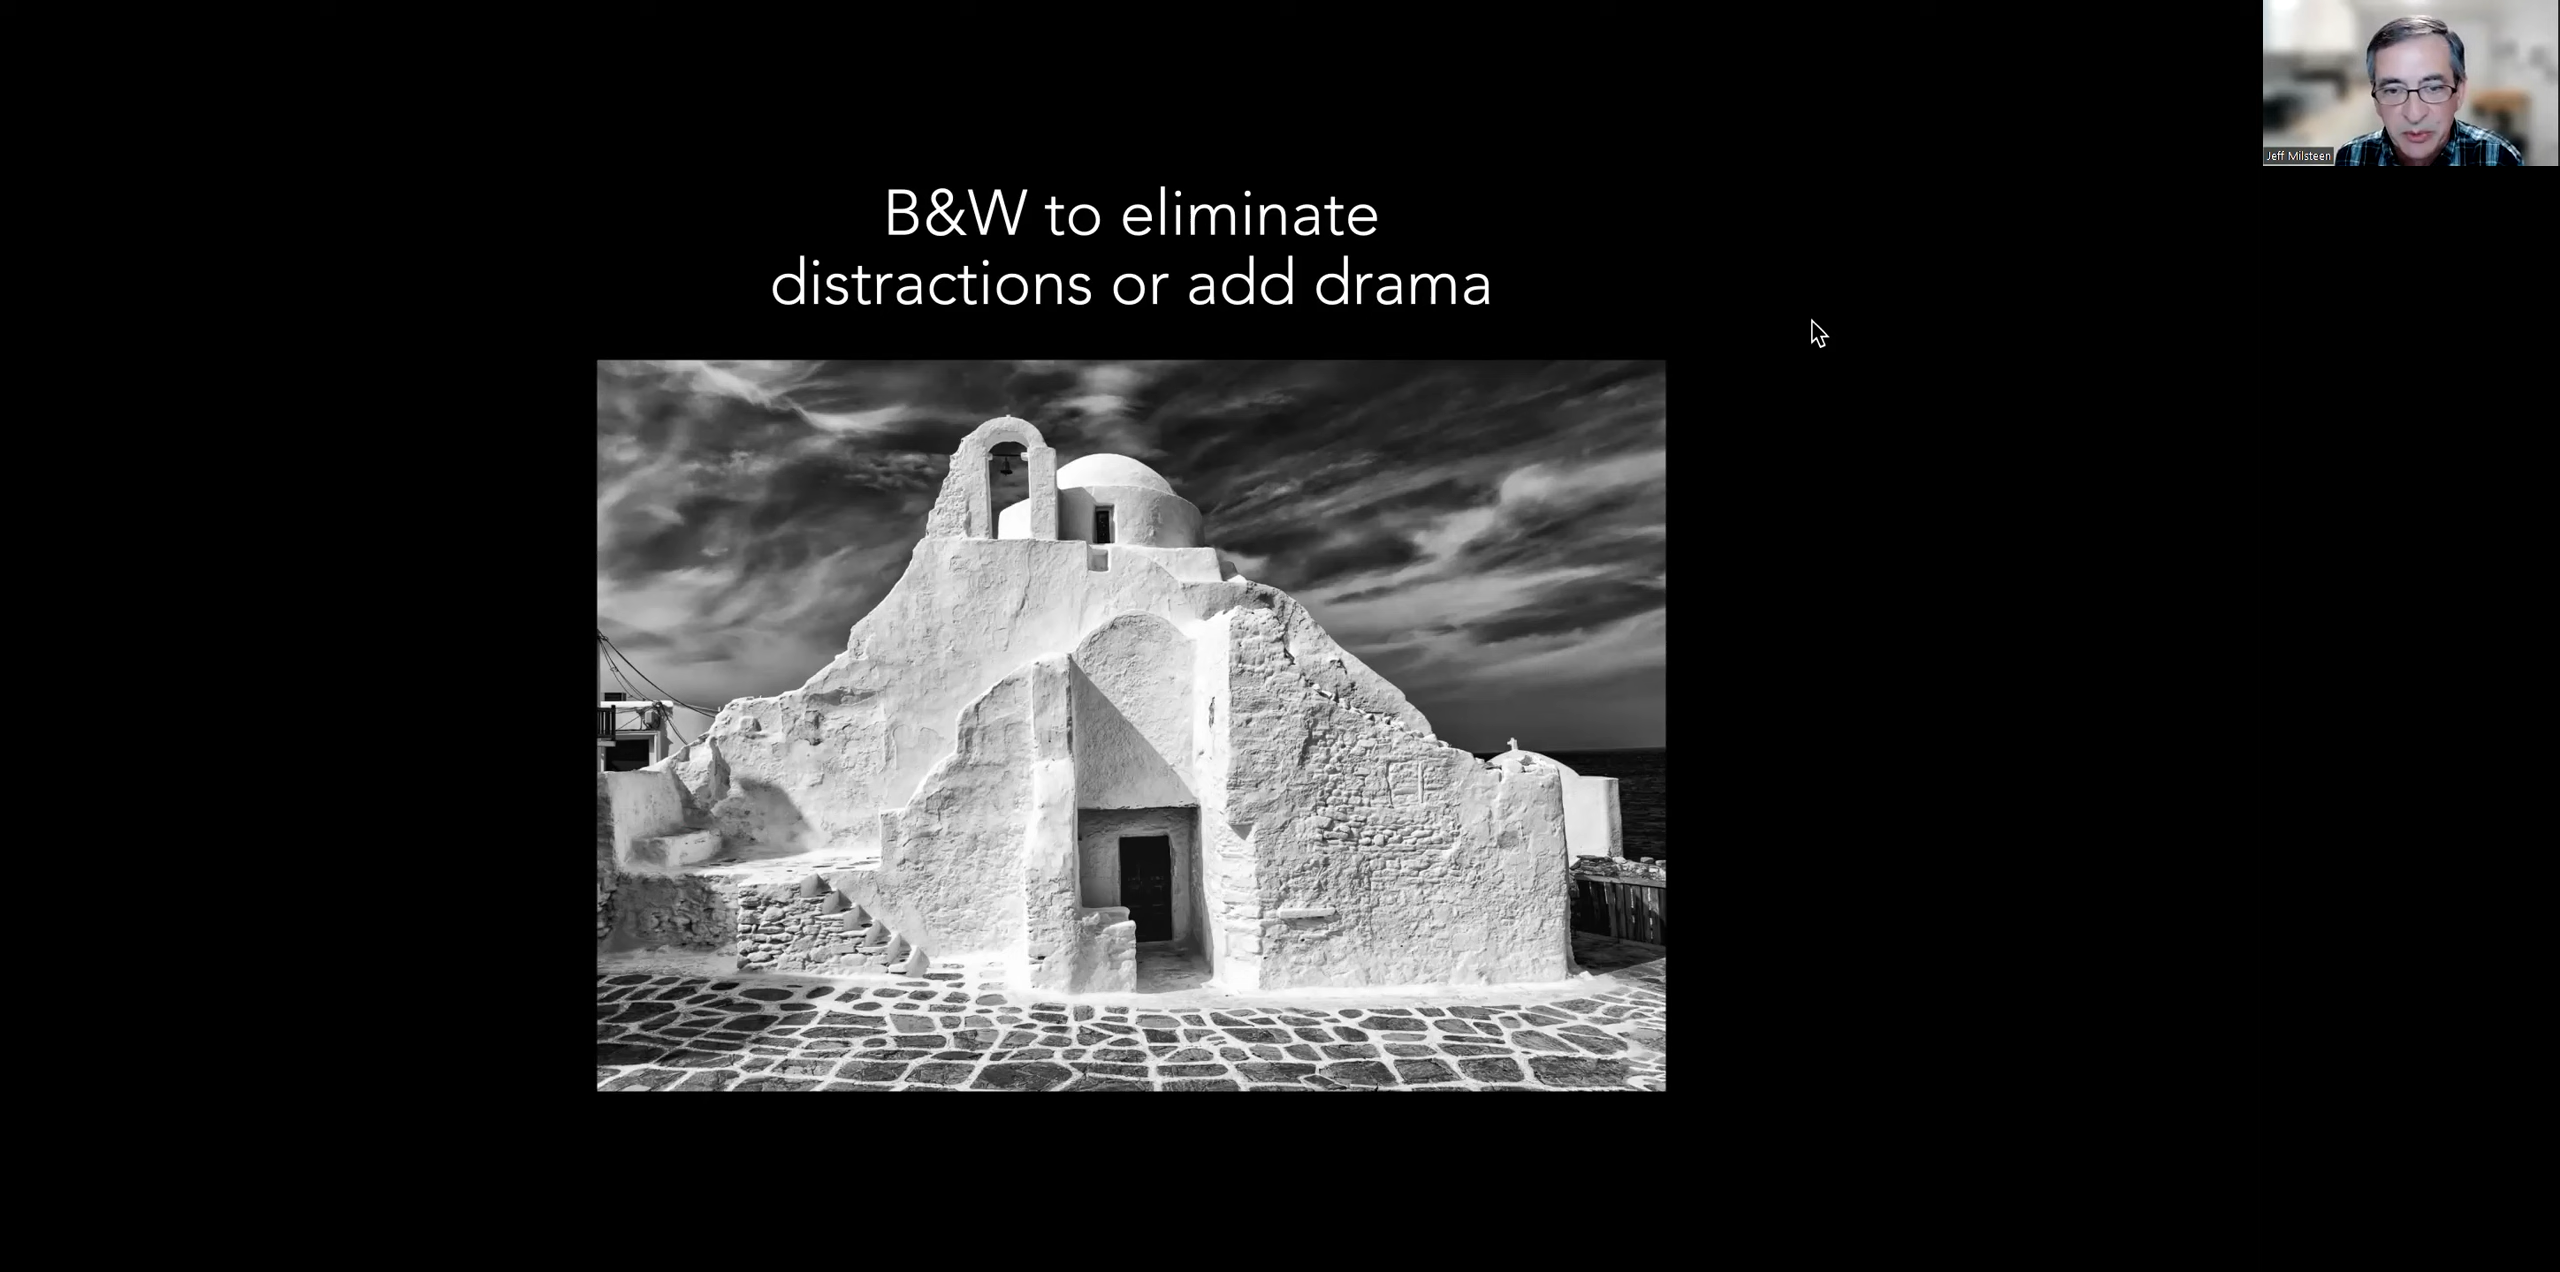 Jeff Milsteen
B&W to eliminate
distractions or add drama